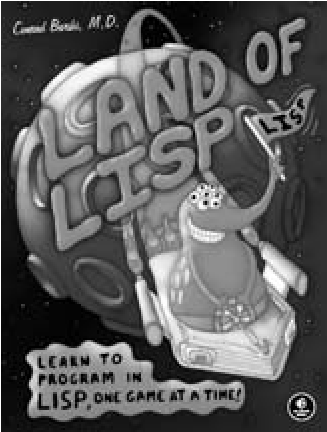 Conrad Barski, M.D.
LAND OF
LISP
LISP
LEARN TO
PROGRAM IN
LISP, ONE GAME AT A TIME!